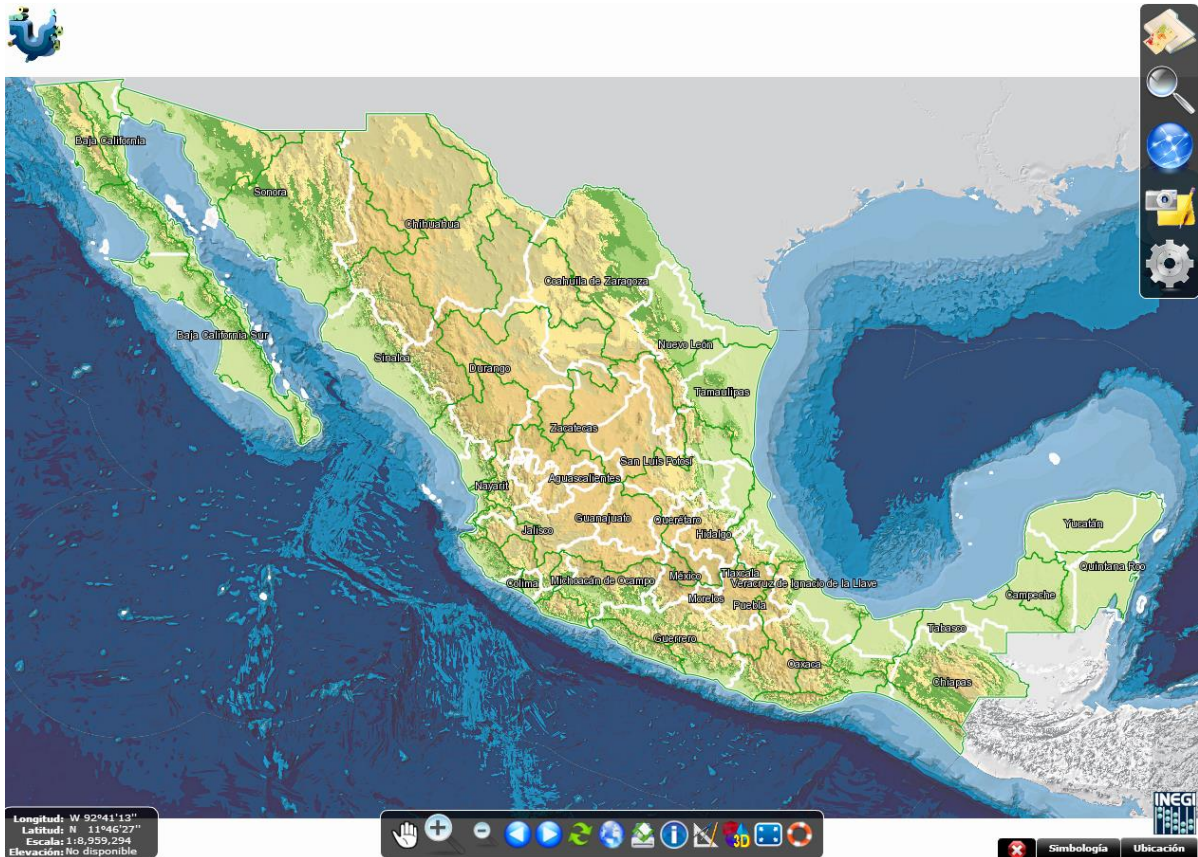 Baja California
Sonora
Chihuahua
Coahuila de Zaragoza
Baja California Sur
Sinaloa
Durango
Nuevo León
Tamaulipas
Zacatecas
San Luis Potosí
Nayarit
Aguascalientes
Jalisco
Guanajuato
Querétaro
Hidalgo
Yucatán
Quintana Roo
Colima
Michoacán de Ocampo
México
Tlaxcala
Veracruz de Ignacio de la Llave
Morelos
Puebla
Campeche
Guerrero
Tabasco
Oaxaca
Chiapas
INEGI
Longitud: W 92°41'13"
Latitud: N 11°46'27"
Escala: 1:8,959,294
Elevación: No disponible
3D
Simbología
Ubicación